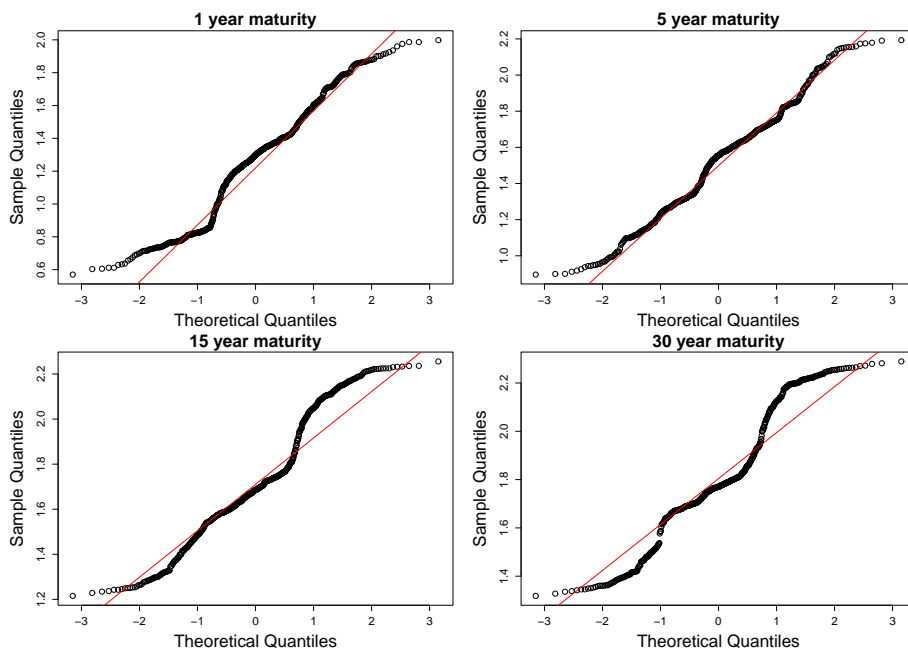 1 year maturity
Sample Quantiles
2.0
1.8
1.6
1.4
1.2
1.0
0.8
0.6
−3 −2 −1 0 1 2 3
Theoretical Quantiles
5 year maturity
Sample Quantiles
2.2
2.0
1.8
1.6
1.4
1.2
1.0
−3 −2 −1 0 1 2 3
Theoretical Quantiles
15 year maturity
Sample Quantiles
2.2
2.0
1.8
1.6
1.4
1.2
−3 −2 −1 0 1 2 3
Theoretical Quantiles
30 year maturity
Sample Quantiles
2.2
2.0
1.8
1.6
1.4
−3 −2 −1 0 1 2 3
Theoretical Quantiles